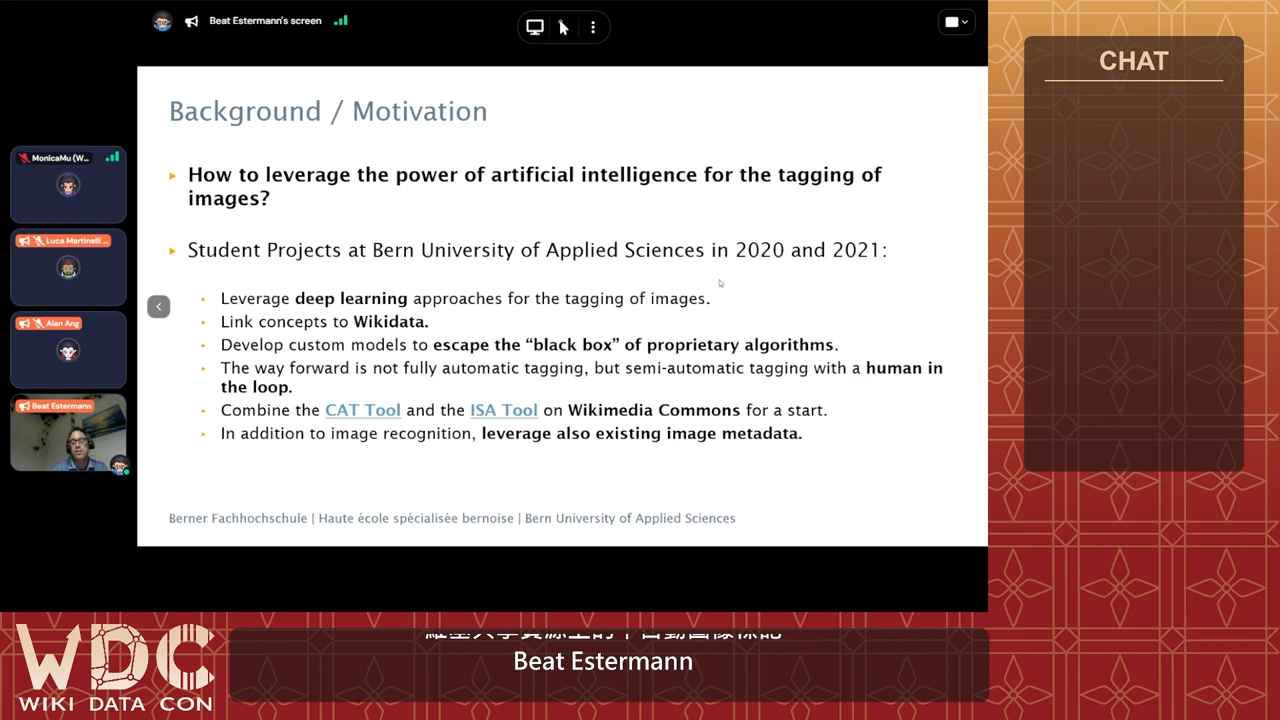 Beat Estermann's screen
CHAT
Background / Motivation
MonicaMu (W...
How to leverage the power of artificial intelligence for the tagging of
images?
Luca Martinelli ...
Student Projects at Bern University of Applied Sciences in 2020 and 2021:
Leverage deep learning approaches for the tagging of images.
Link concepts to Wikidata.
Alan Ang
Develop custom models to escape the “black box” of proprietary algorithms.
The way forward is not fully automatic tagging, but semi-automatic tagging with a human in
the loop.
Beat Estermann
Combine the CAT Tool and the ISA Tool on Wikimedia Commons for a start.
In addition to image recognition, leverage also existing image metadata.
Berner Fachhochschule | Haute école spécialisée bernoise | Bern University of Applied Sciences
WDC
WIKI DATA CON
Beat Estermann